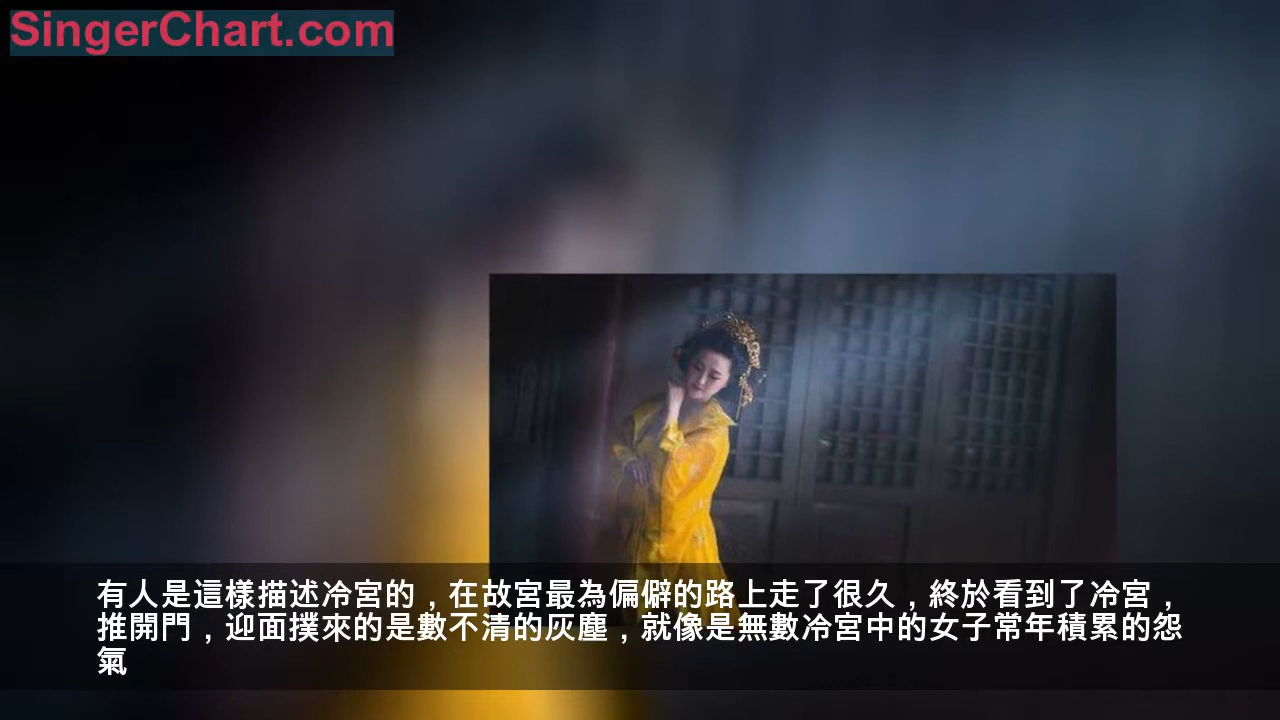 SingerChart.com
有人是這樣描述冷宮的，在故宮最為偏僻的路上走了很久，終於看到了冷宮，
推開門，迎面撲來的是數不清的灰塵，就像是無數冷宮中的女子常年積累的怨
氣